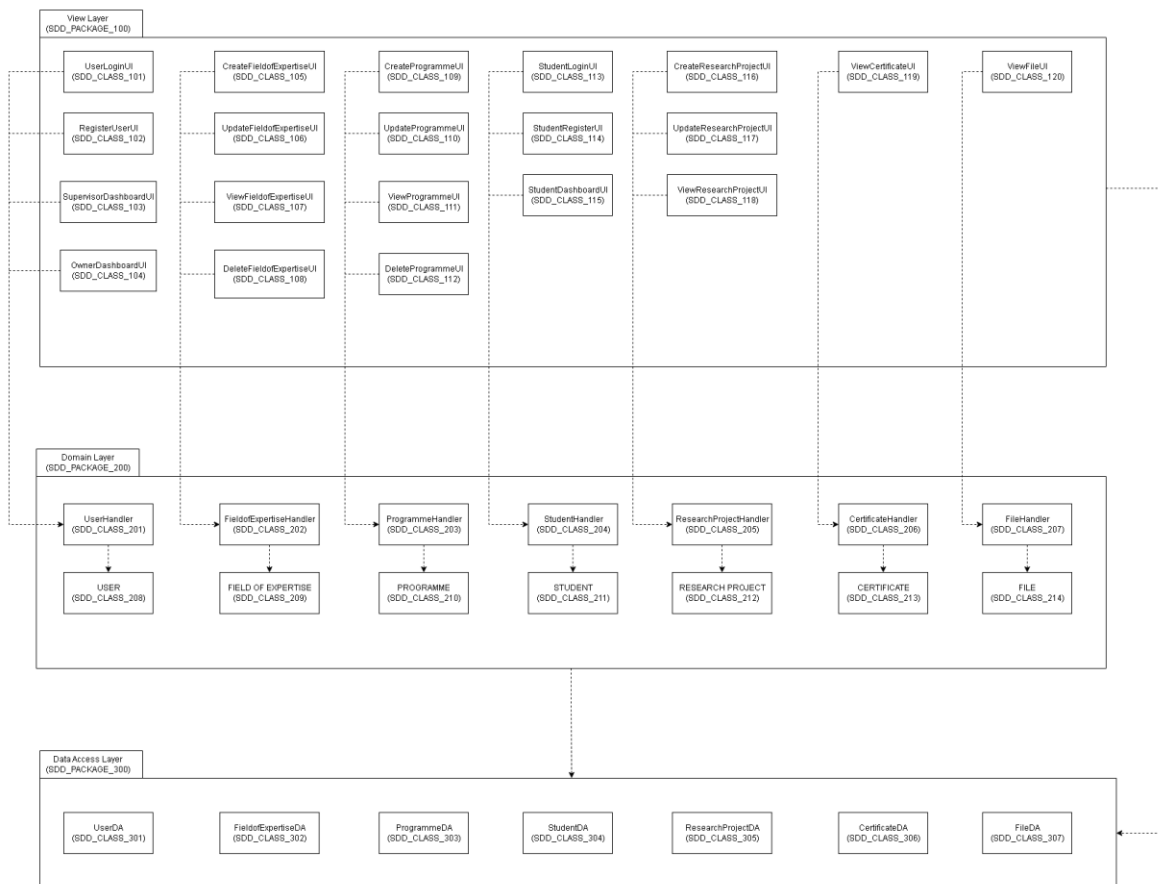 View Layer
(SDD_PACKAGE_100)
UserLoginUI
(SDD_CLASS_101)
CreateFieldofExpertiseUI
(SDD_CLASS_105)
CreateProgrammeUI
(SDD_CLASS_109)
StudentLoginUI
(SDD_CLASS_113)
CreateResearchProjectUI
(SDD_CLASS_116)
ViewCertificateUI
(SDD_CLASS_119)
ViewFileUI
(SDD_CLASS_120)
RegisterUserUI
(SDD_CLASS_102)
UpdateFieldofExpertiseUI
(SDD_CLASS_106)
UpdateProgrammeUI
(SDD_CLASS_110)
StudentRegisterUI
(SDD_CLASS_114)
UpdateResearchProjectUI
(SDD_CLASS_117)
SupervisorDashboardUI
(SDD_CLASS_103)
ViewFieldofExpertiseUI
(SDD_CLASS_107)
ViewProgrammeUI
(SDD_CLASS_111)
StudentDashboardUI
(SDD_CLASS_115)
ViewResearchProjectUI
(SDD_CLASS_118)
OwnerDashboardUI
(SDD_CLASS_104)
DeleteFieldofExpertiseUI
(SDD_CLASS_108)
DeleteProgrammeUI
(SDD_CLASS_112)
Domain Layer
(SDD_PACKAGE_200)
UserHandler
(SDD_CLASS_201)
FieldofExpertiseHandler
(SDD_CLASS_202)
ProgrammeHandler
(SDD_CLASS_203)
StudentHandler
(SDD_CLASS_204)
ResearchProjectHandler
(SDD_CLASS_205)
CertificateHandler
(SDD_CLASS_206)
FileHandler
(SDD_CLASS_207)
USER
(SDD_CLASS_208)
FIELD OF EXPERTISE
(SDD_CLASS_209)
PROGRAMME
(SDD_CLASS_210)
STUDENT
(SDD_CLASS_211)
RESEARCH PROJECT
(SDD_CLASS_212)
CERTIFICATE
(SDD_CLASS_213)
FILE
(SDD_CLASS_214)
Data Access Layer
(SDD_PACKAGE_300)
UserDA
(SDD_CLASS_301)
FieldofExpertiseDA
(SDD_CLASS_302)
ProgrammeDA
(SDD_CLASS_303)
StudentDA
(SDD_CLASS_304)
ResearchProjectDA
(SDD_CLASS_305)
CertificateDA
(SDD_CLASS_306)
FileDA
(SDD_CLASS_307)